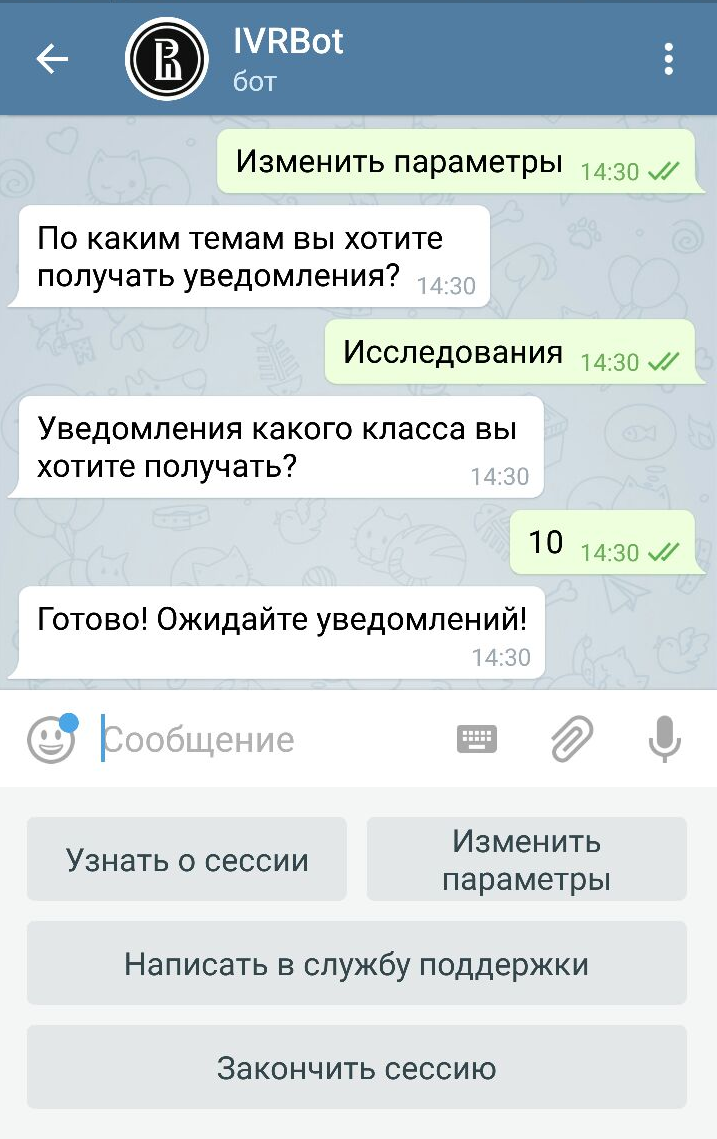 IVRBot
бот
Изменить параметры 14:30
По каким темам вы хотите
получать уведомления? 14:30
Исследования 14:30
Уведомления какого класса вы
хотите получать? 14:30
10 14:30
Готово! Ожидайте уведомлений!
14:30
Сообщение
Узнать о сессии
Изменить
параметры
Написать в службу поддержки
Закончить сессию